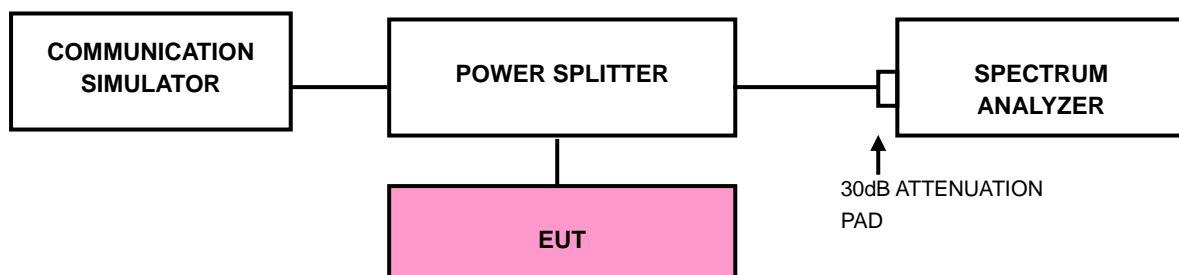 COMMUNICATION
SIMULATOR
POWER SPLITTER
SPECTRUM
ANALYZER
30dB ATTENUATION
PAD
EUT